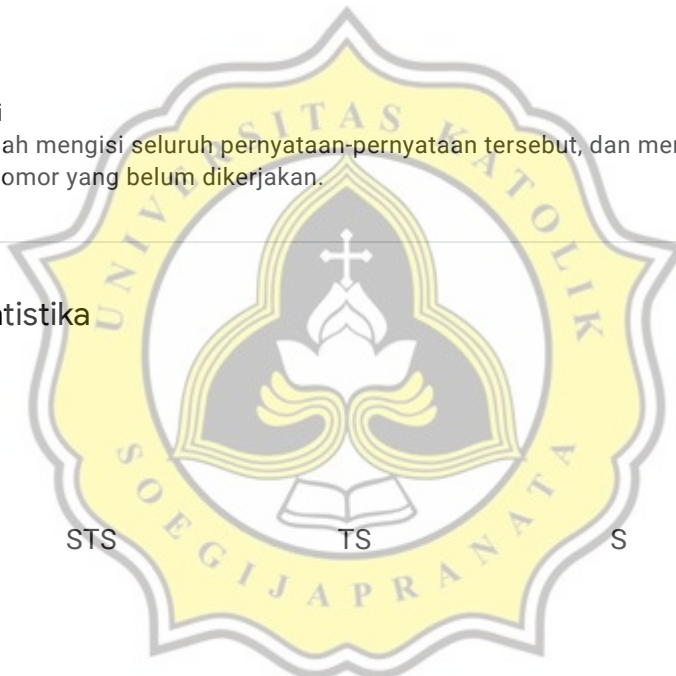 i
ah mengisi seluruh pernyataan-pernyataan tersebut, dan mer
omor yang belum dikerjakan.
tistika
UNIVERSITAS KATOLIK
SOEGIJAPRANATA
STS TS S